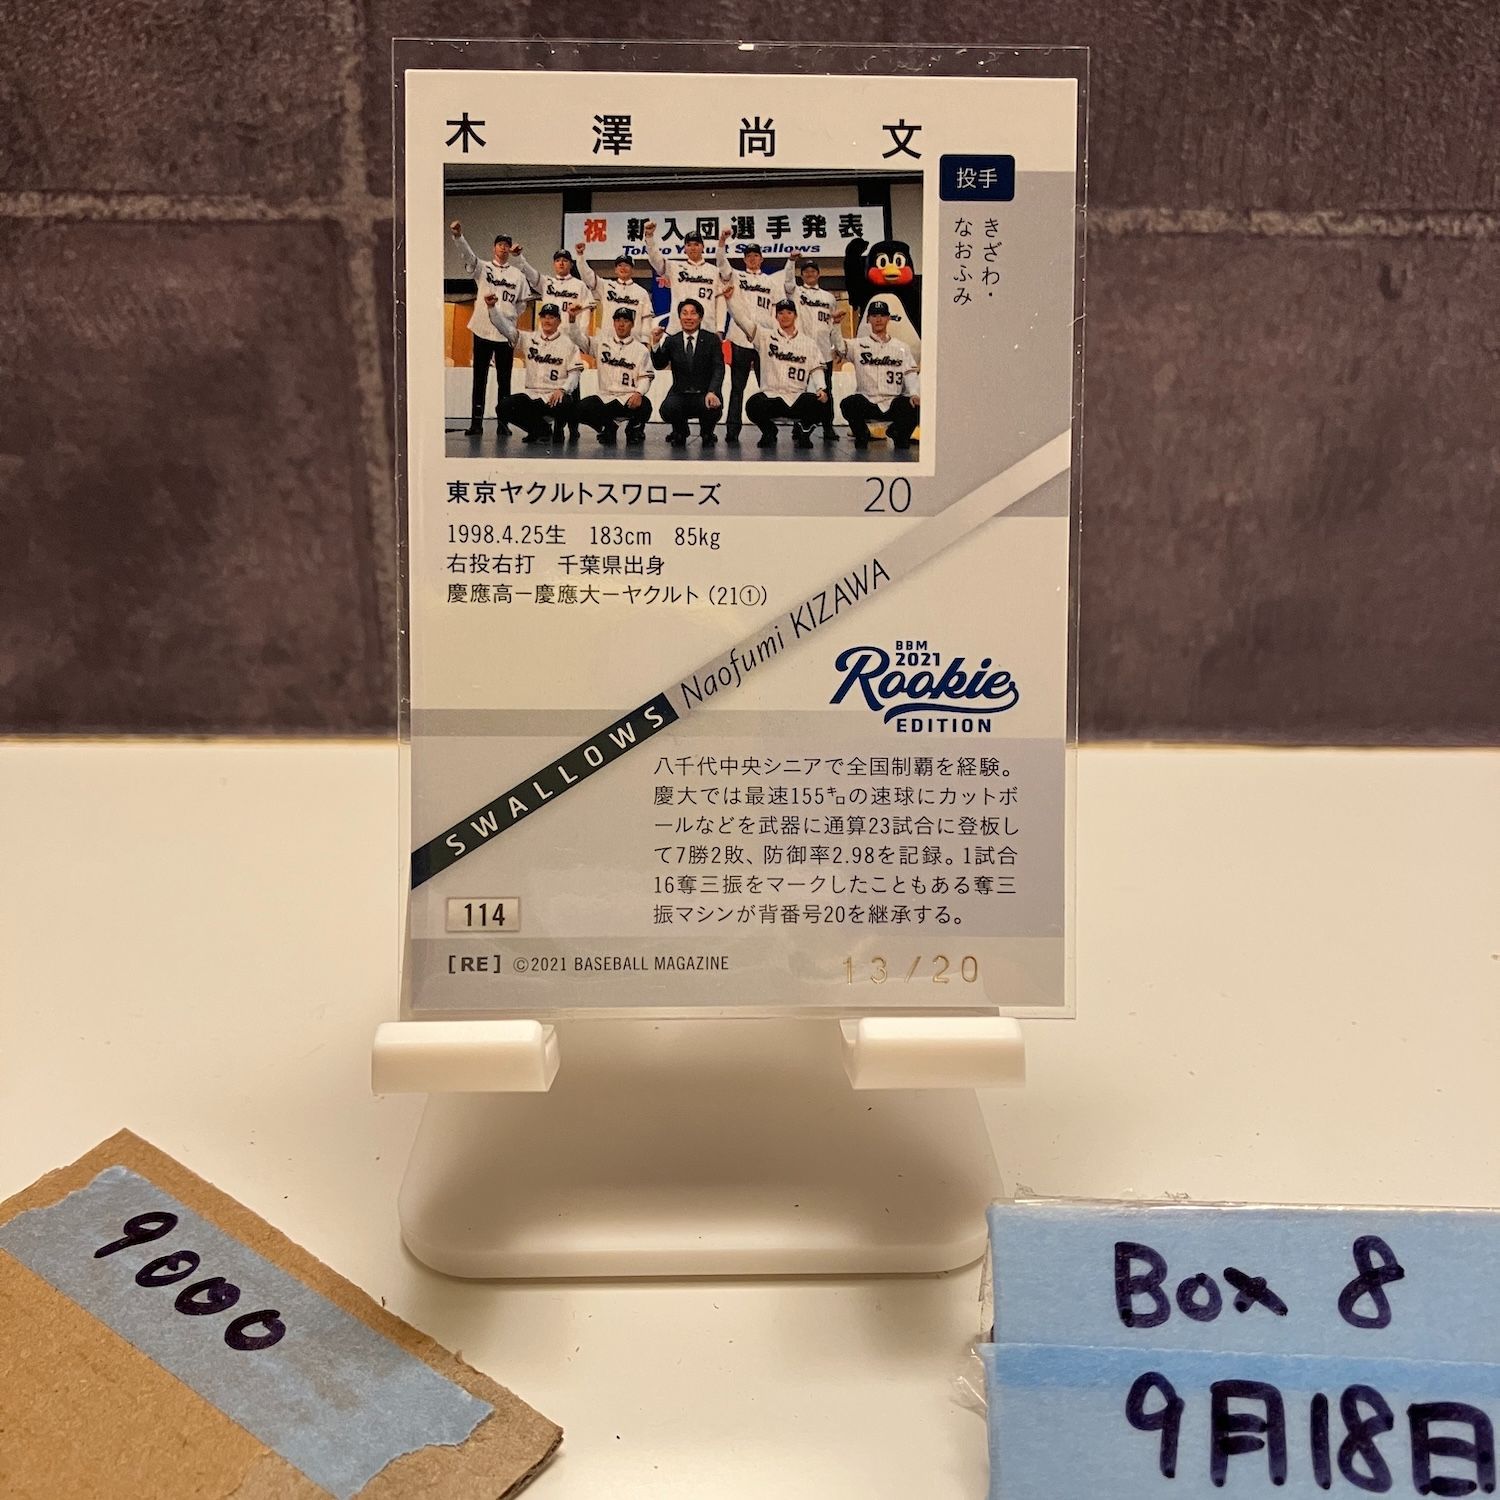 木澤尚文
投手
きざわ・
なおふみ
祝 新入団選手発表
Tokyo Yakult Swallows
Swallows
67
Swallows
6
21
20
Swallows
33
東京ヤクルトスワローズ 20
1998.4.25生 183cm 85kg
右投右打 千葉県出身
慶應高－慶應大－ヤクルト（21①）
SWALLOWS Naofumi KIZAWA
BBM
2021
Rookie
EDITION
八千代中央シニアで全国制覇を経験。
慶大では最速155㌔の速球にカットボ
ールなどを武器に通算23試合に登板し
て7勝2敗、防御率2.98を記録。1試合
16奪三振をマークしたこともある奪三
振マシンが背番号20を継承する。
114
[RE] ©2021 BASEBALL MAGAZINE
13/20
9000
Box 8
9月18日